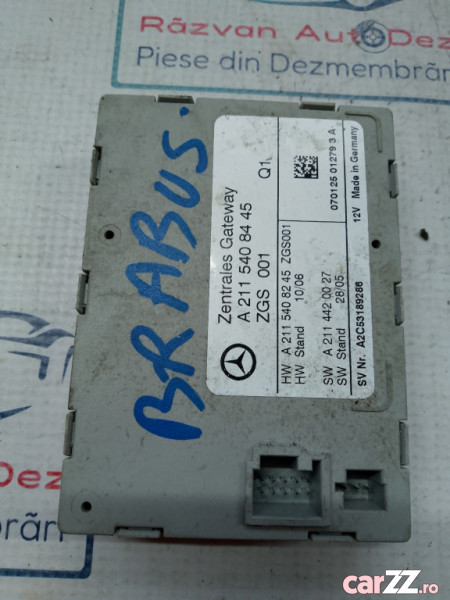 Răzvan AutoDez
Piese din Dezmembrăr
BRABUS.
Zentrales Gateway
A 211 540 84 45
ZGS 001
Q1
HW A 211 540 82 45 ZGS001
HW Stand 10/06
SW A 211 442 00 27
SW Stand 28/05
SV Nr. A2C53189286
070125 01279 3 A
12V Made in Germany
carZZ.ro